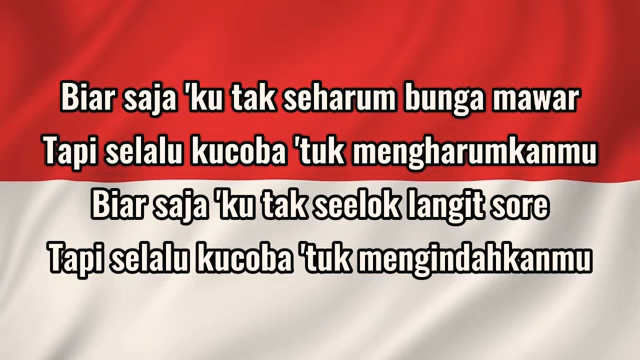 Biar saja 'ku tak seharum bunga mawar
Tapi selalu kucoba 'tuk mengharumkanmu
Biar saja 'ku tak seelok langit sore
Tapi selalu kucoba 'tuk mengindahkanmu